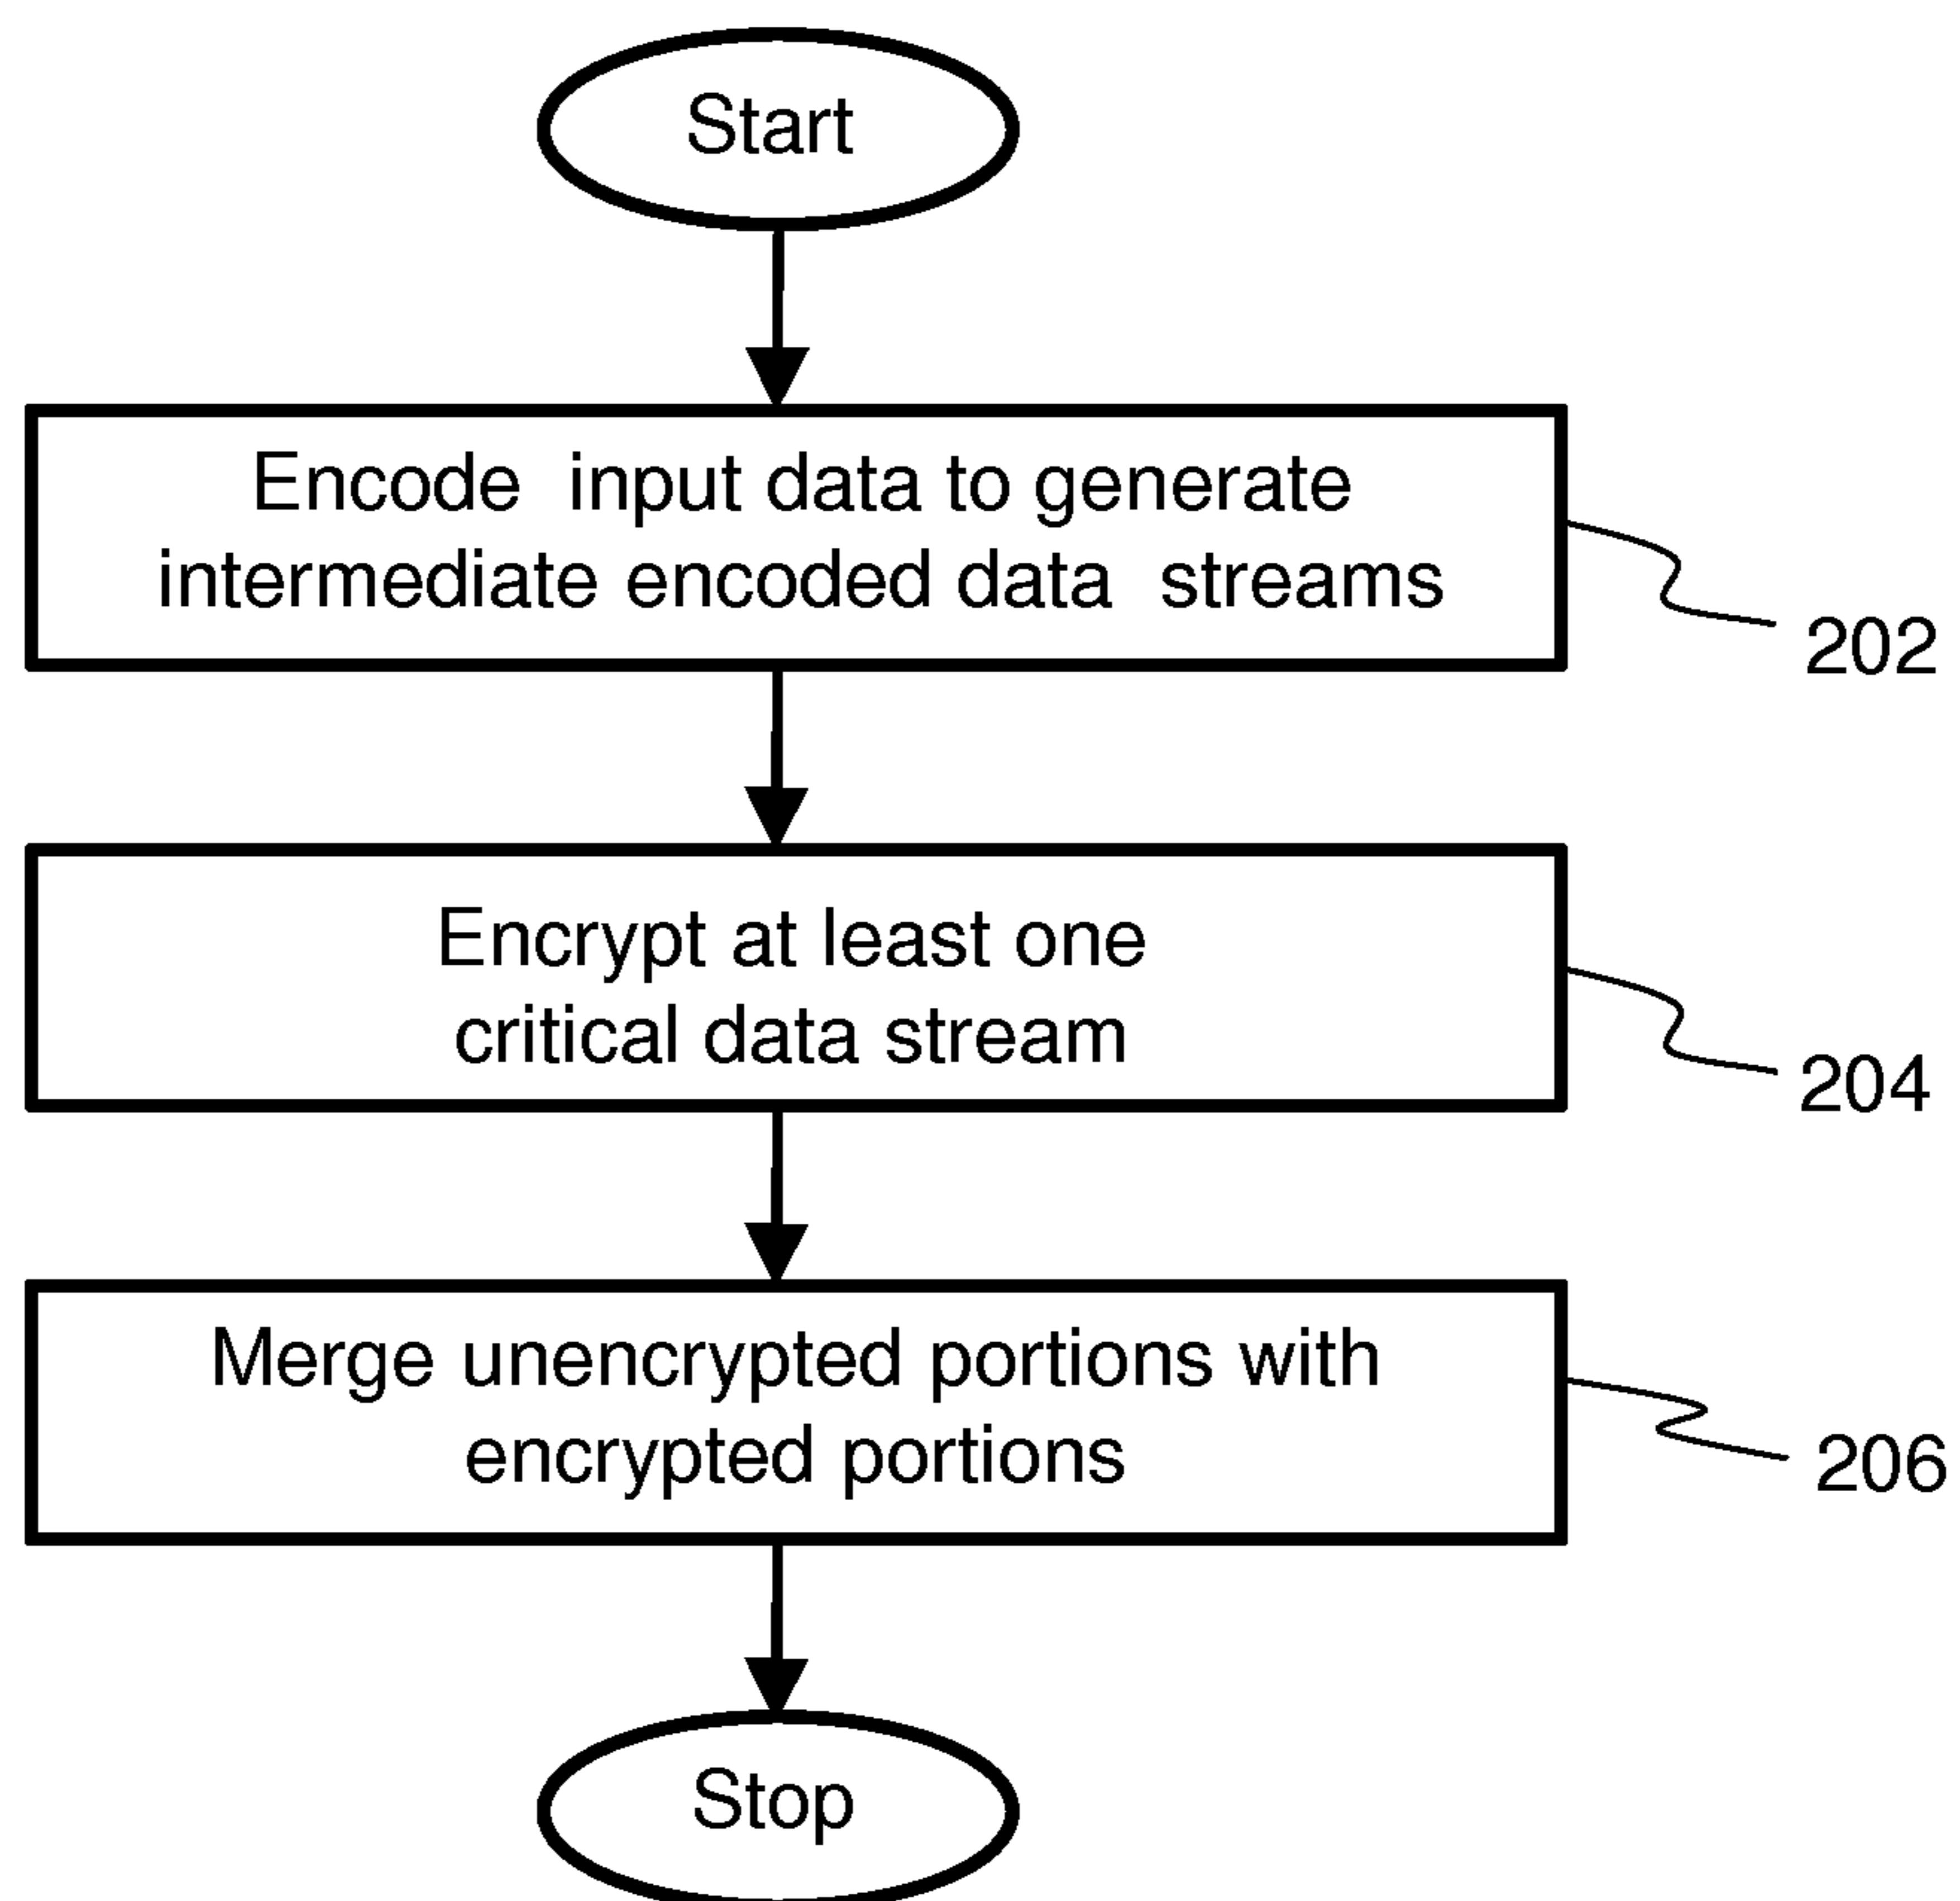 Start
Encode input data to generate
intermediate encoded data streams
202
Encrypt at least one
critical data stream
204
Merge unencrypted portions with
encrypted portions
206
Stop